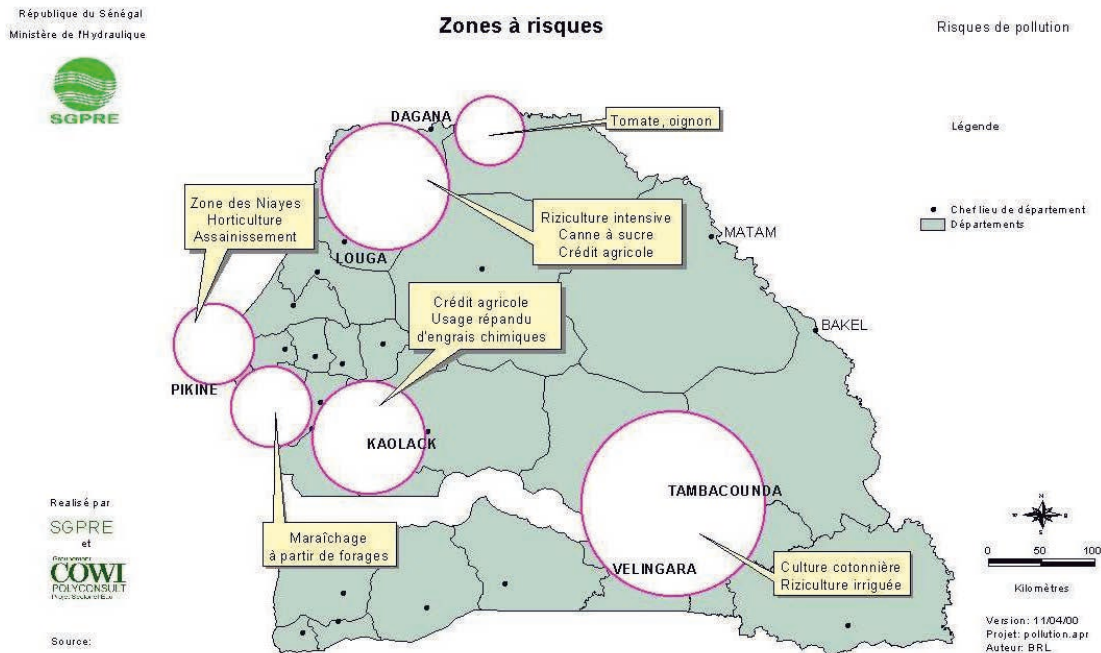 République du Sénégal
Ministère de l'Hydraulique
SGPRE
Zones à risques
Risques de pollution
Légende
Chef lieu de département
Départements
DAGANA
Tomate, oignon
Zone des Niayes
Horticulture
Assainissement
Riziculture intensive
Canne à sucre
Crédit agricole
MATAM
LOUGA
Crédit agricole
Usage répandu
d'engrais chimiques
BAKEL
PIKINE
KAOLACK
TAMBACOUNDA
Maraîchage
à partir de forages
VELINGARA
Culture cotonnière
Riziculture irriguée
Realisé par
SGPRE
et
COWI
POLYCONSULT
N
0 50 100
Kilomètres
Source:
Version: 11/04/00
Projet: pollution.apr
Auteur: BRL